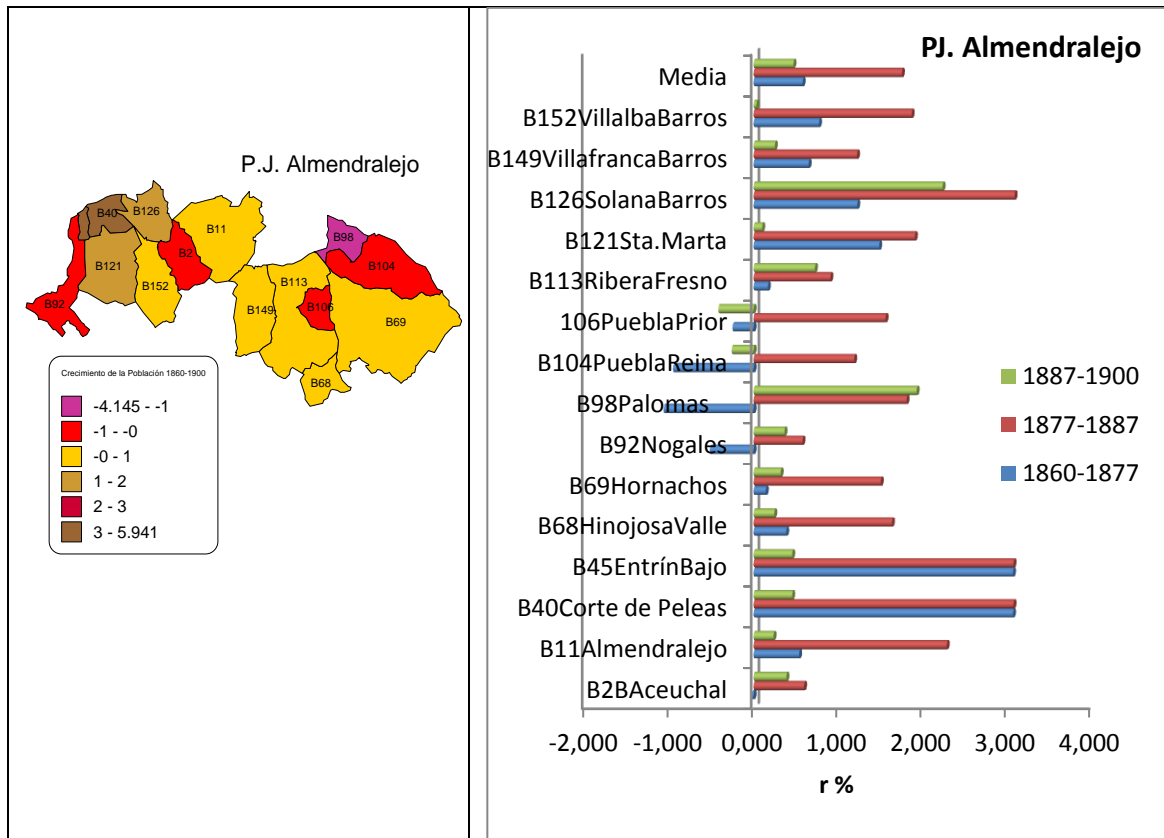 P.J. Almendralejo
B40
B126
B11
B2
B121
B152
B92
B98
B104
B113
B149
B106
B69
B68
Crecimiento de la Población 1860-1900
-4.145 - -1
-1 - -0
-0 - 1
1 - 2
2 - 3
3 - 5.941
PJ. Almendralejo
Media
B152VillalbaBarros
B149VillafrancaBarros
B126SolanaBarros
B121Sta.Marta
B113RiberaFresno
106PueblaPrior
B104PueblaReina
B98Palomas
B92Nogales
B69Hornachos
B68HinojosaValle
B45EntrínBajo
B40Corte de Peleas
B11Almendralejo
B2BAceuchal
1887-1900
1877-1887
1860-1877
-2,000 -1,000 0,000 1,000 2,000 3,000 4,000
r %